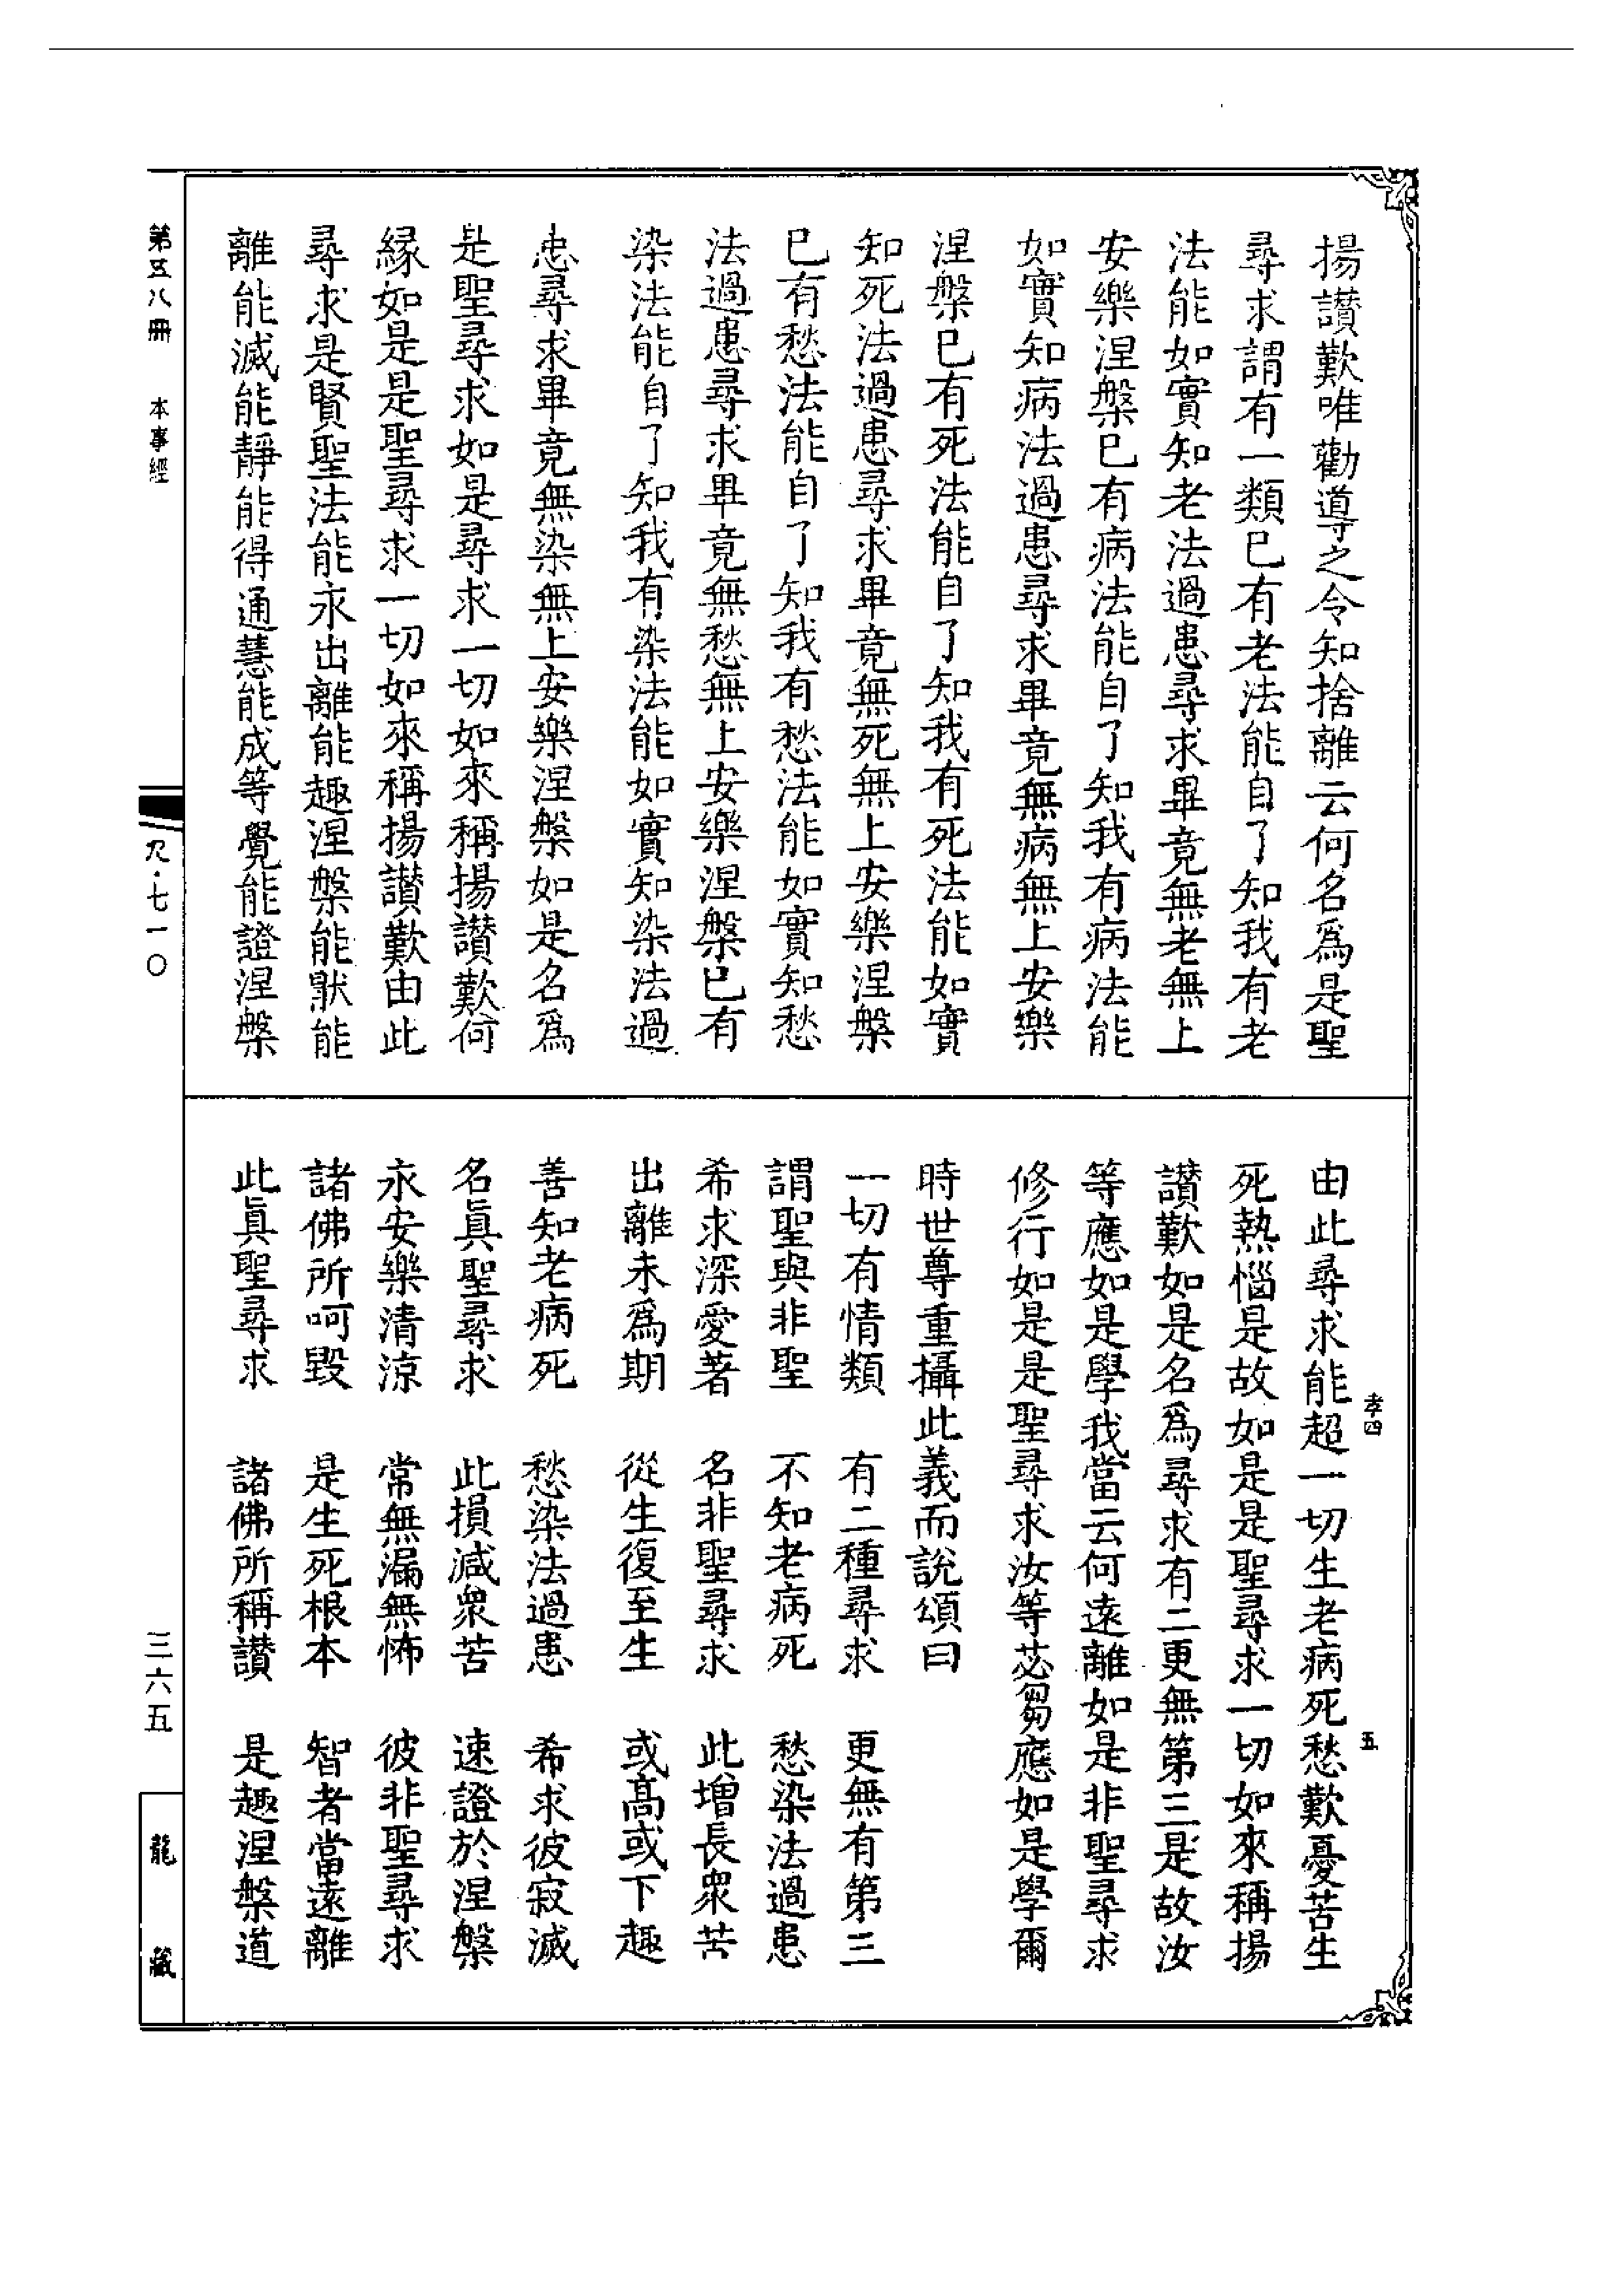 揚讚歎唯勸導之令知捨離云何名爲是聖
尋求謂有一類已有老法能自了知我有老
法能如實知老法過患尋求畢竟無老無上
安樂涅槃已有病法能自了知我有病法能
如實知病法過患尋求畢竟無病無上安樂
涅槃已有死法能自了知我有死法能如實
知死法過患尋求畢竟無死無上安樂涅槃
已有愁法能自了知我有愁法能如實知愁
法過患尋求畢竟無愁無上安樂涅槃已有
染法能自了知我有染法能如實知染法過
患尋求畢竟無染無上安樂涅槃如是名爲
是聖尋求如是尋求一切如來稱揚讚歎何
緣如是是聖尋求一切如來稱揚讚歎由此
尋求是賢聖法能永出離能趣涅槃能猒能
離能滅能靜能得通慧能成等覺能證涅槃
由此尋求能超一切生老病死愁歎憂苦生
死熱惱是故如是是聖尋求一切如來稱揚
讚歎如是名爲尋求有二更無第三是故汝
等應如是學我當云何遠離如是非聖尋求
修行如是是聖尋求汝等苾芻應如是學爾
時世尊重攝此義而說頌曰
一切有情類　有二種尋求　更無有第三
謂聖與非聖　不知老病死　愁染法過患
希求深愛著　名非聖尋求　此增長衆苦
出離未爲期　從生復至生　或高或下趣
善知老病死　愁染法過患　希求彼寂滅
名眞聖尋求　此損減衆苦　速證於涅槃
永安樂清涼　常無漏無怖　彼非聖尋求
諸佛所呵毀　是生死根本　智者當遠離
此眞聖尋求　諸佛所稱讚　是趣涅槃道
孝四
五
第五八冊　本事經
尺·七一〇
三六五
龍藏